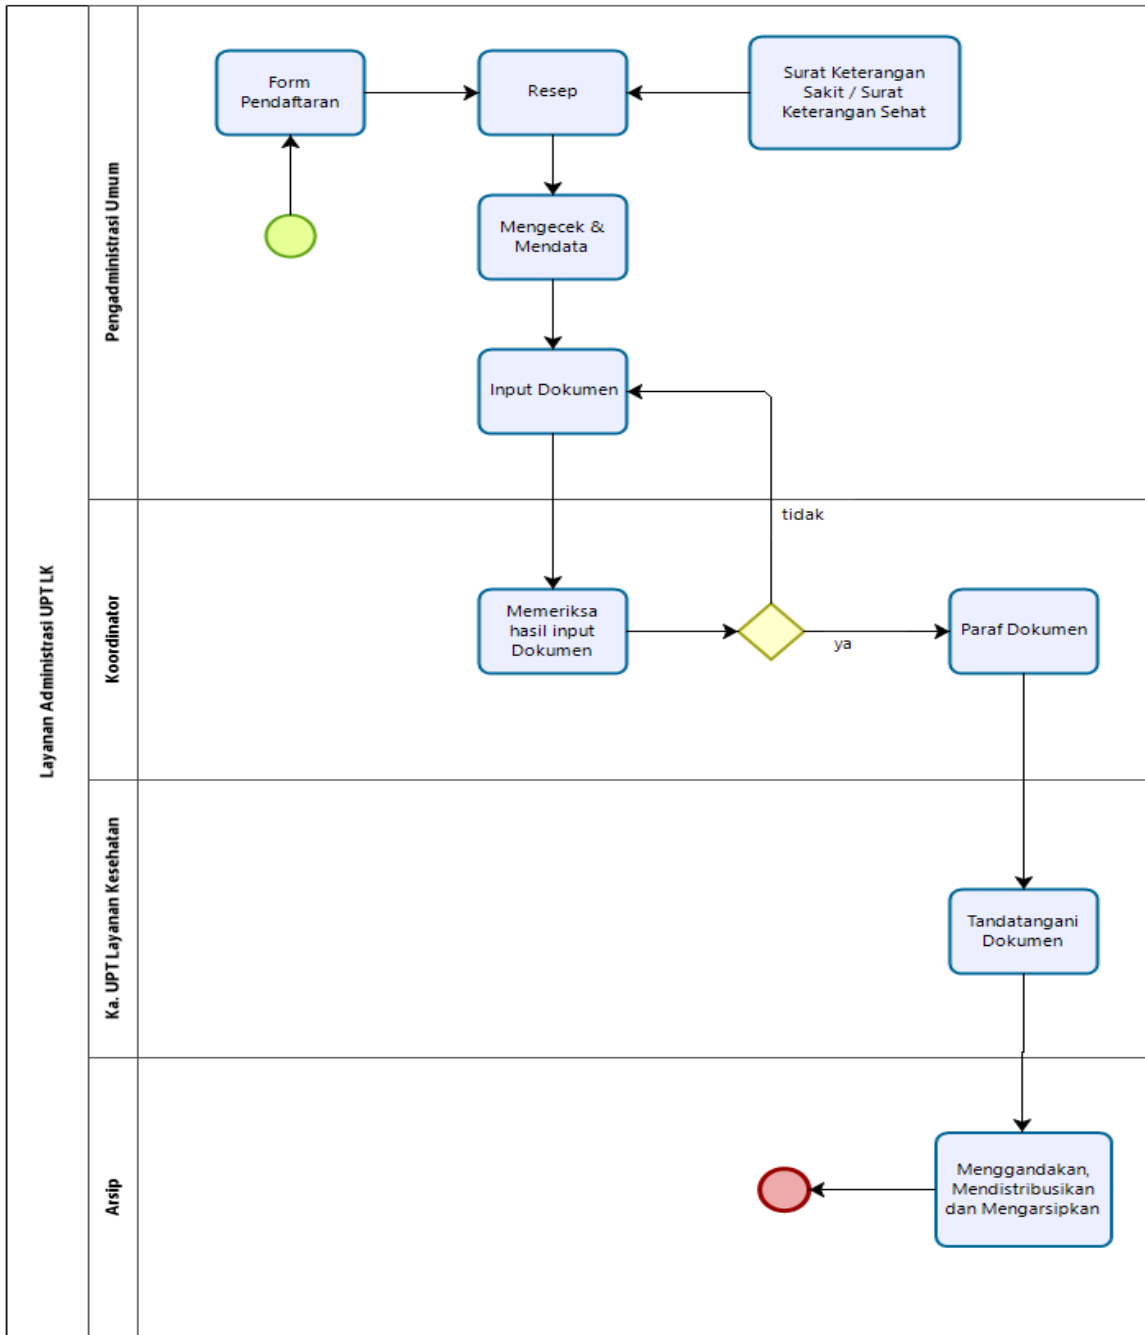 Layanan Administrasi UPT LK
Pengadministrasi Umum
Form
Pendaftaran
Resep
Surat Keterangan
Sakit / Surat
Keterangan Sehat
Mengecek &
Mendata
Input Dokumen
tidak
Koordinator
Memeriksa
hasil input
Dokumen
ya
Paraf Dokumen
Ka. UPT Layanan Kesehatan
Tandatangani
Dokumen
Arsip
Menggandakan,
Mendistribusikan
dan Mengarsipkan